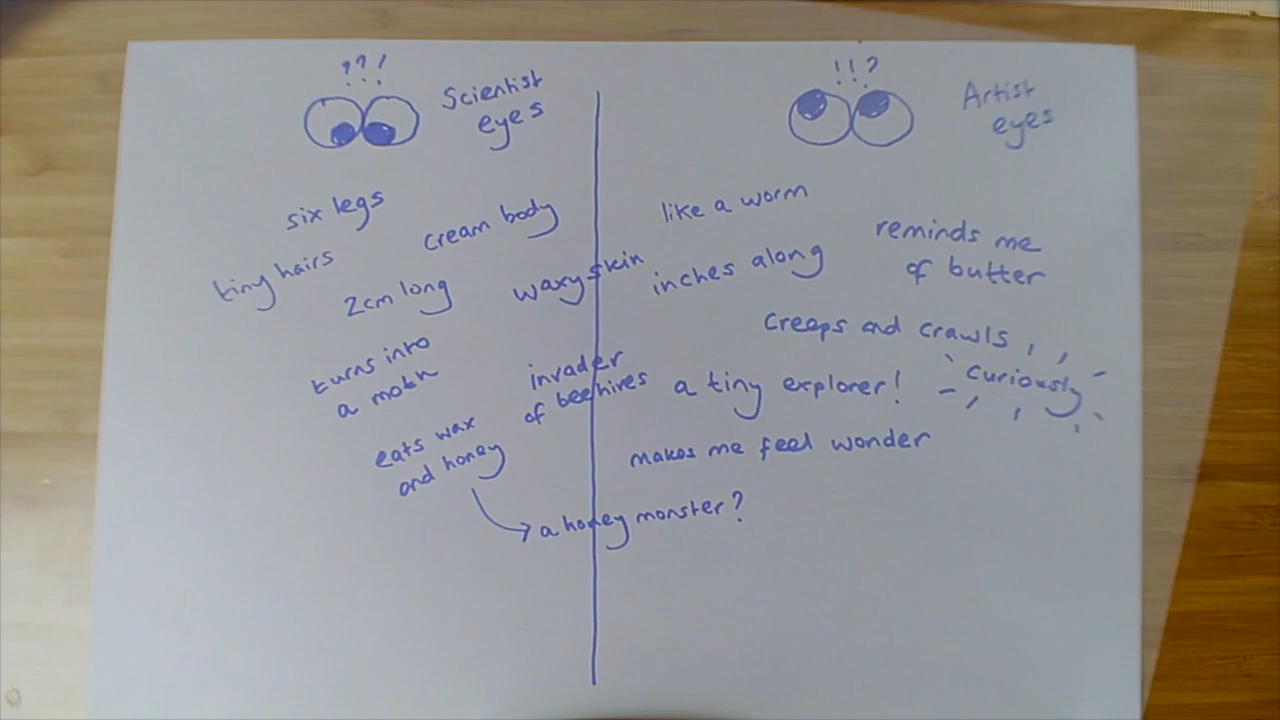 ??!
Scientist
eyes
six legs
cream body
tiny hairs
2cm long
waxy skin
turns into
a moth
invader
of beehives
eats wax
and honey
a honey monster?
!!?
Artist
eyes
like a worm
reminds me
of butter
inches along
creeps and crawls
curiously
a tiny explorer!
makes me feel wonder